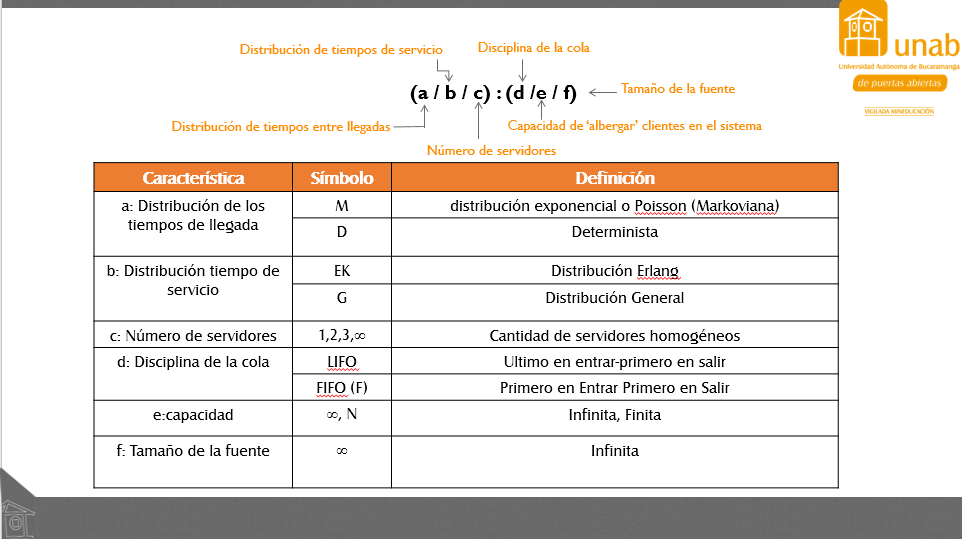 unab
Universidad Autónoma de Bucaramanga
de puertas abiertas
VIGILADA MINEDUCACIÓN
Distribución de tiempos de servicio
Disciplina de la cola
(a / b / c) : (d /e / f)
Tamaño de la fuente
Distribución de tiempos entre llegadas
Capacidad de ‘albergar’ clientes en el sistema
Número de servidores
Característica Símbolo Definición
a: Distribución de los
tiempos de llegada
M distribución exponencial o Poisson (Markoviana)
D Determinista
b: Distribución tiempo de
servicio
EK Distribución Erlang
G Distribución General
c: Número de servidores 1,2,3,∞ Cantidad de servidores homogéneos
d: Disciplina de la cola LIFO Ultimo en entrar-primero en salir
FIFO (F) Primero en Entrar Primero en Salir
e:capacidad ∞, N Infinita, Finita
f: Tamaño de la fuente ∞ Infinita